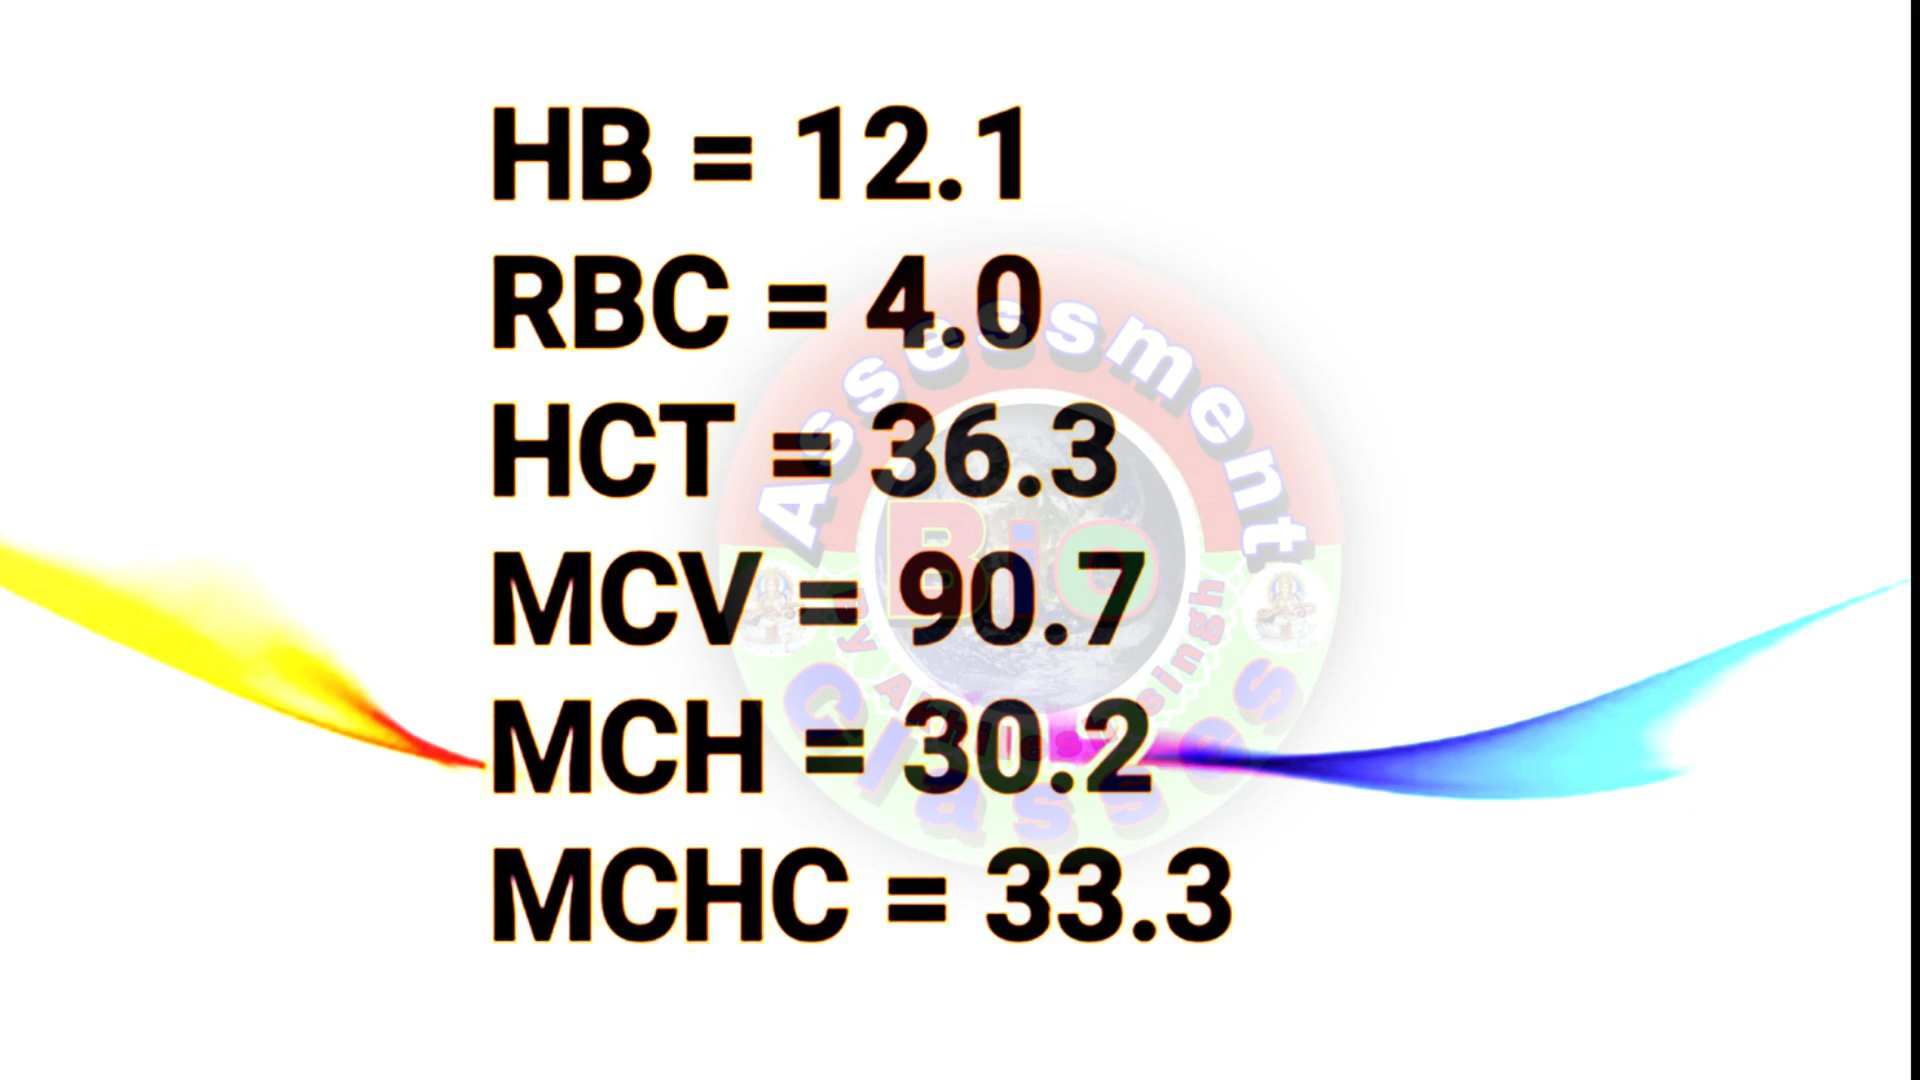 HB = 12.1
RBC = 4.0
HCT = 36.3
MCV = 90.7
MCH = 30.2
MCHC = 33.3
Assessment
Bio
Classes